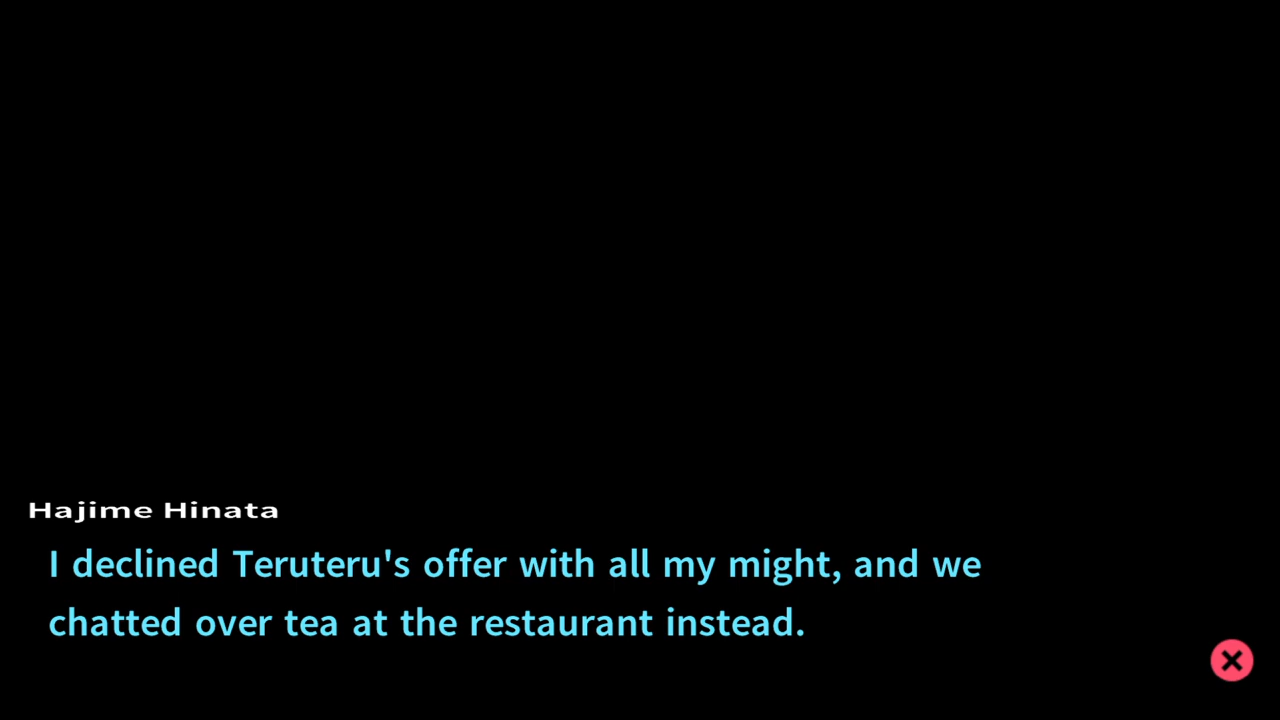 Hajime Hinata
I declined Teruteru's offer with all my might, and we
chatted over tea at the restaurant instead.